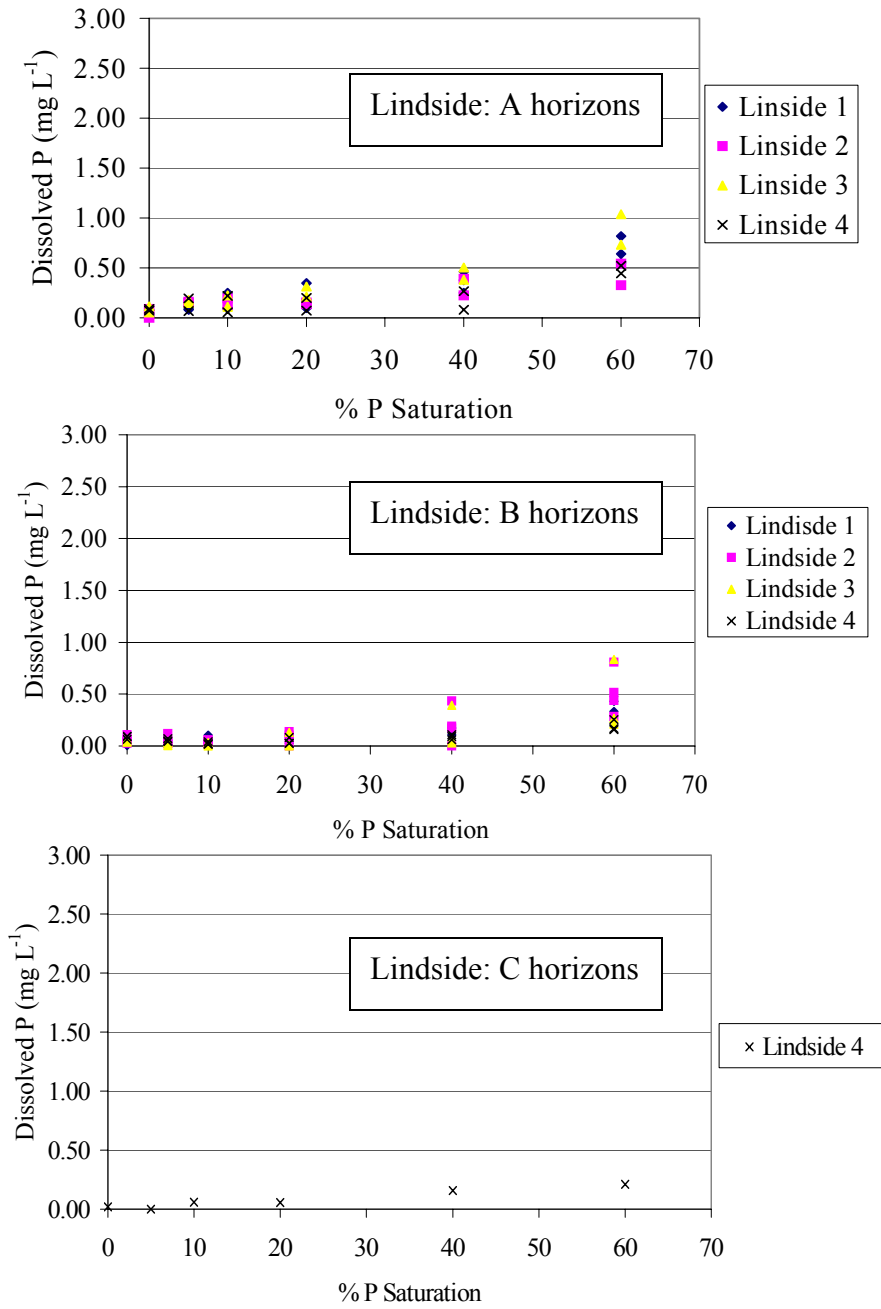 3.00
2.50
2.00
1.50
1.00
0.50
0.00
Dissolved P (mg L⁻¹)
Lindside: A horizons
Linside 1
Linside 2
Linside 3
Linside 4
0 10 20 30 40 50 60 70
% P Saturation
3.00
2.50
2.00
1.50
1.00
0.50
0.00
Dissolved P (mg L⁻¹)
Lindside: B horizons
Lindisde 1
Lindside 2
Lindside 3
Lindside 4
0 10 20 30 40 50 60 70
% P Saturation
3.00
2.50
2.00
1.50
1.00
0.50
0.00
Dissolved P (mg L⁻¹)
Lindside: C horizons
Lindside 4
0 10 20 30 40 50 60 70
% P Saturation